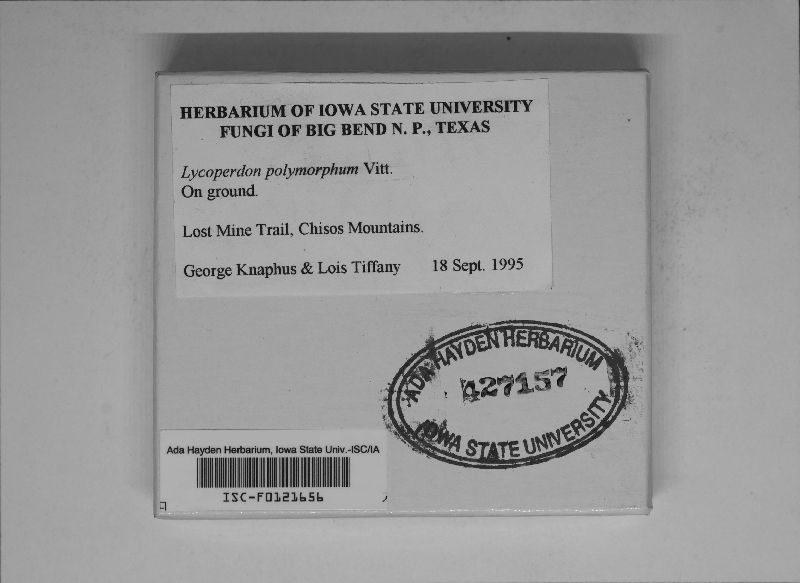 HERBARIUM OF IOWA STATE UNIVERSITY
FUNGI OF BIG BEND N. P., TEXAS
Lycoperdon polymorphum Vitt.
On ground.
Lost Mine Trail, Chisos Mountains.
George Knaphus & Lois Tiffany 18 Sept. 1995
ADA HAYDEN HERBARIUM
427157
IOWA STATE UNIVERSITY
Ada Hayden Herbarium, Iowa State Univ.-ISC/IA
ISC-F0121656